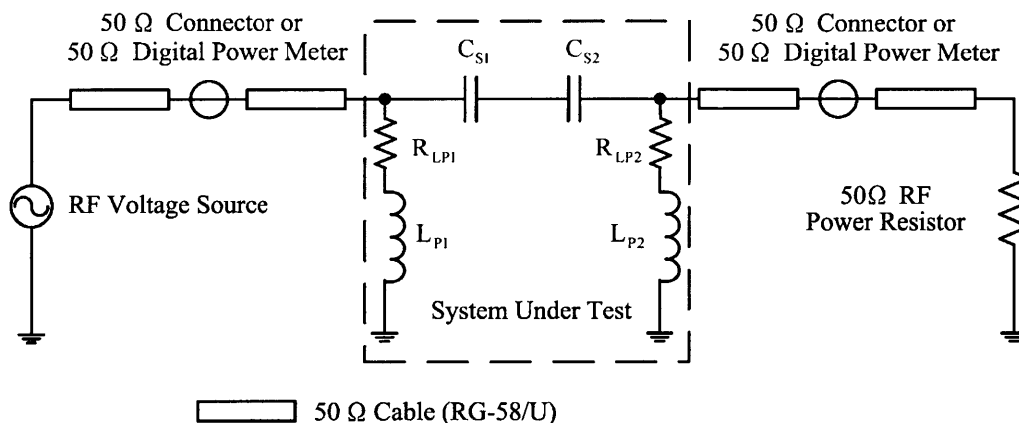 50 Ω Connector or
50 Ω Digital Power Meter
C_S1
C_S2
50 Ω Connector or
50 Ω Digital Power Meter
R_LP1
R_LP2
RF Voltage Source
L_P1
L_P2
50Ω RF
Power Resistor
System Under Test
50 Ω Cable (RG-58/U)